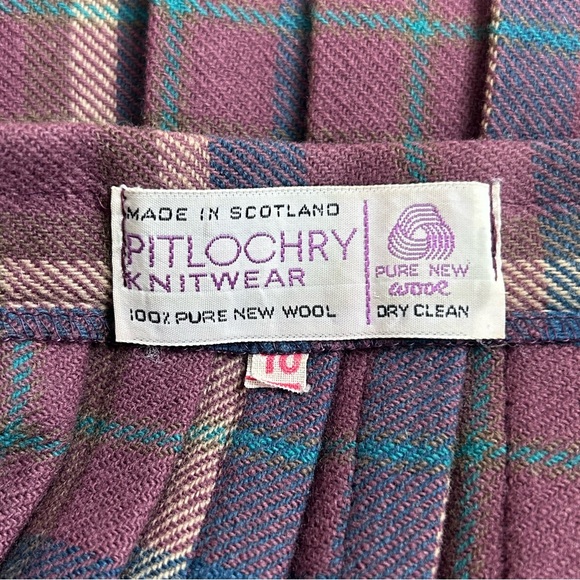 MADE IN SCOTLAND
PITLOCHRY
KNITWEAR
100% PURE NEW WOOL
PURE NEW
WOOL
DRY CLEAN
10